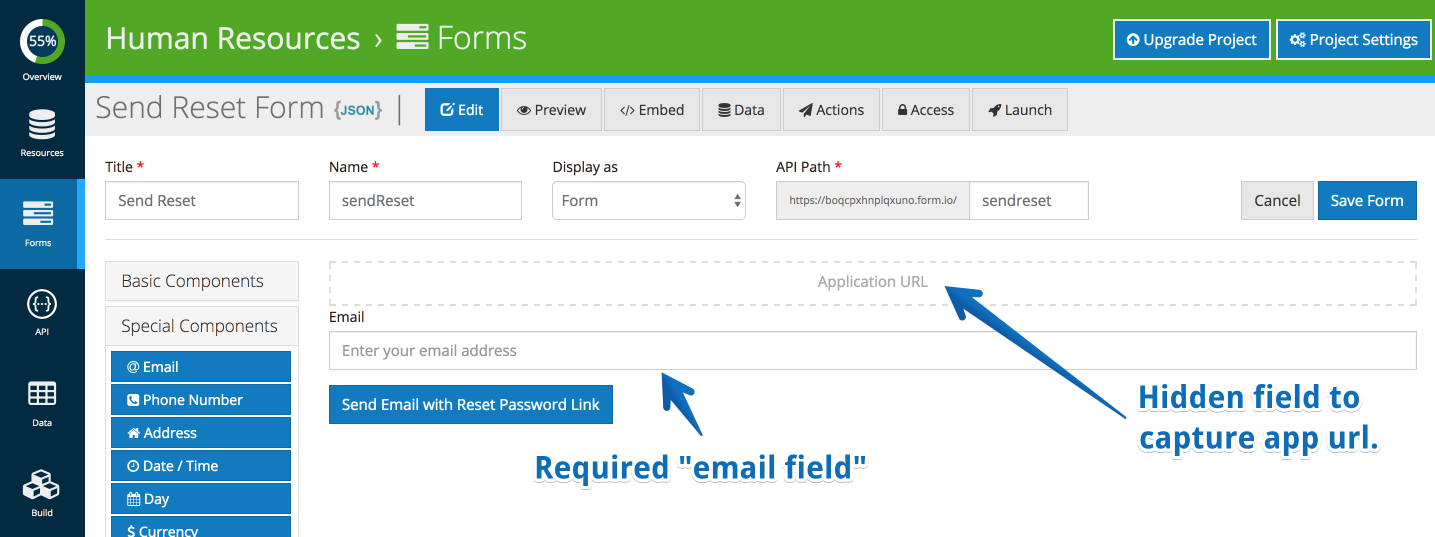 55%
Overview
Resources
Forms
API
Data
Build
Human Resources › Forms
Upgrade Project
Project Settings
Send Reset Form {JSON} |
Edit
Preview
</> Embed
Data
Actions
Access
Launch
Title *
Send Reset
Name *
sendReset
Display as
Form
API Path *
https://boqcpxhnplqxuno.form.io/
sendreset
Cancel
Save Form
Basic Components
Special Components
@ Email
Phone Number
Address
Date / Time
Day
$ Currency
Application URL
Email
Enter your email address
Send Email with Reset Password Link
Required "email field"
Hidden field to
capture app url.